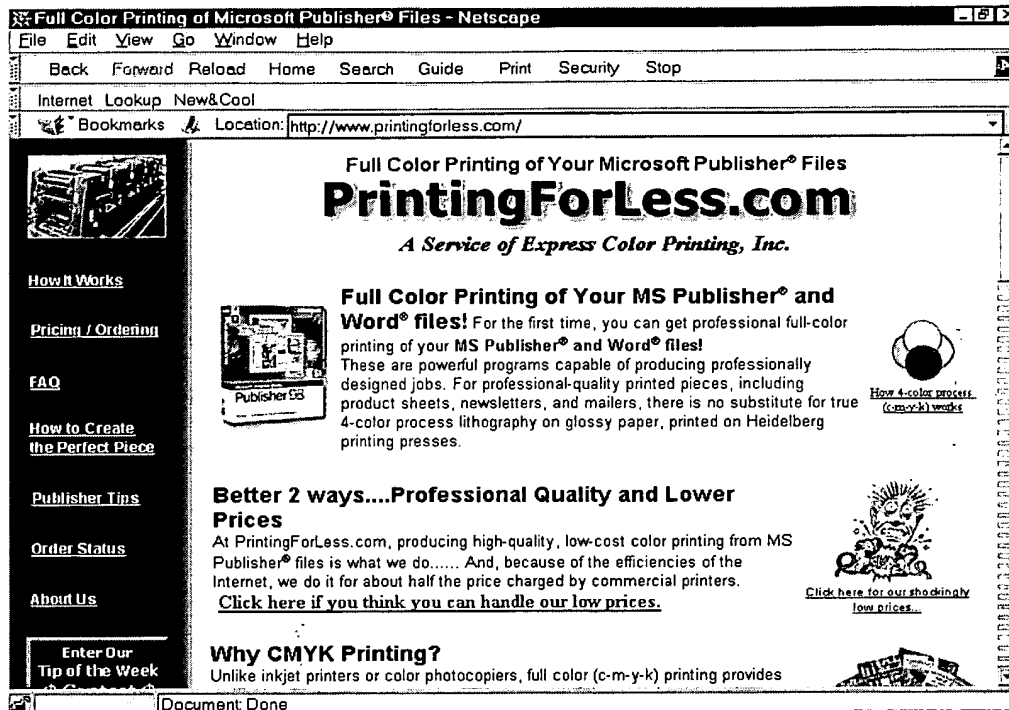 Full Color Printing of Microsoft Publisher® Files - Netscape
File Edit View Go Window Help
Back Forward Reload Home Search Guide Print Security Stop
Internet Lookup New&Cool
Bookmarks Location: http://www.printingforless.com/
How It Works
Pricing / Ordering
FAQ
How to Create
the Perfect Piece
Publisher Tips
Order Status
About Us
Enter Our
Tip of the Week
Contest
Full Color Printing of Your Microsoft Publisher® Files
PrintingForLess.com
A Service of Express Color Printing, Inc.
Publisher 98
Full Color Printing of Your MS Publisher® and
Word® files! For the first time, you can get professional full-color
printing of your MS Publisher® and Word® files!
These are powerful programs capable of producing professionally
designed jobs. For professional-quality printed pieces, including
product sheets, newsletters, and mailers, there is no substitute for true
4-color process lithography on glossy paper, printed on Heidelberg
printing presses.
How 4-color process
(c-m-y-k) works
Better 2 ways....Professional Quality and Lower
Prices
At PrintingForLess.com, producing high-quality, low-cost color printing from MS
Publisher® files is what we do...... And, because of the efficiencies of the
Internet, we do it for about half the price charged by commercial printers.
Click here if you think you can handle our low prices.
Click here for our shockingly
low prices...
Why CMYK Printing?
Unlike inkjet printers or color photocopiers, full color (c-m-y-k) printing provides
Document: Done